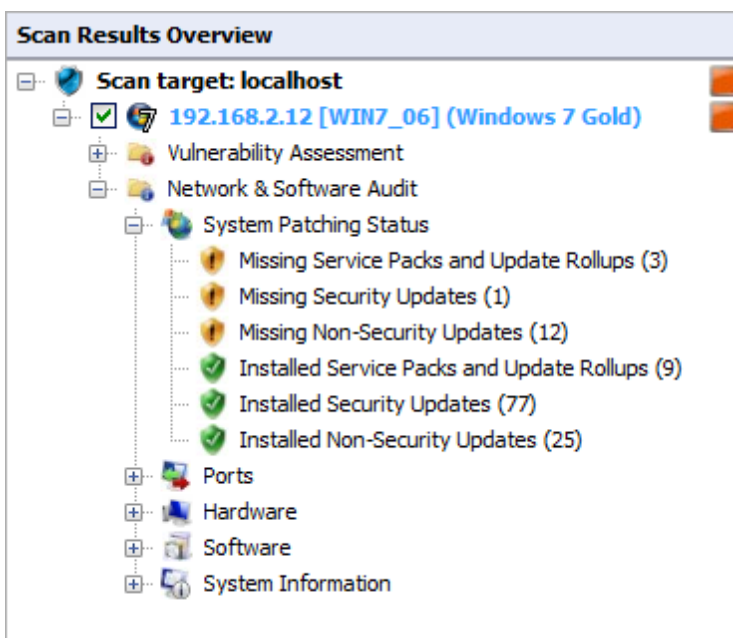 Scan Results Overview
Scan target: localhost
192.168.2.12 [WIN7_06] (Windows 7 Gold)
Vulnerability Assessment
Network & Software Audit
System Patching Status
Missing Service Packs and Update Rollups (3)
Missing Security Updates (1)
Missing Non-Security Updates (12)
Installed Service Packs and Update Rollups (9)
Installed Security Updates (77)
Installed Non-Security Updates (25)
Ports
Hardware
Software
System Information